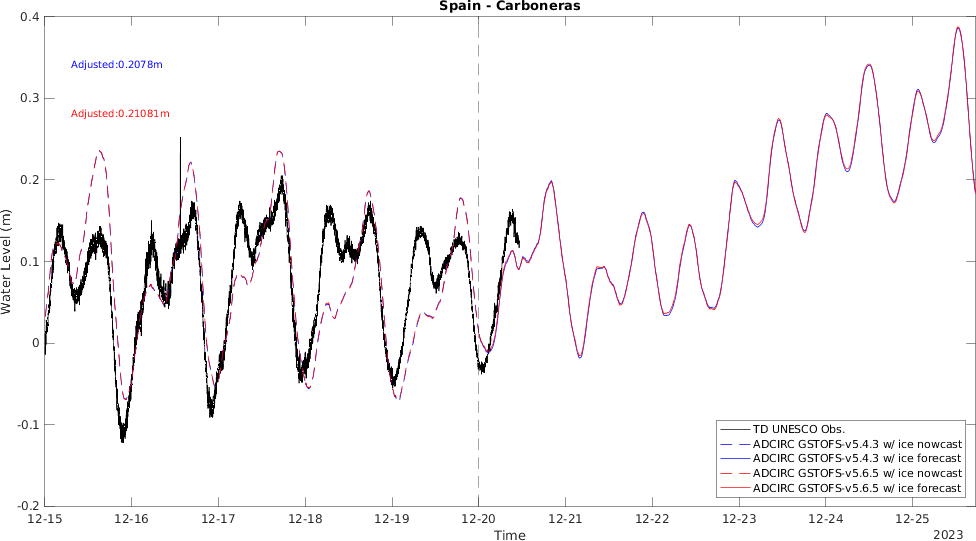 Spain - Carboneras
0.4
0.3
0.2
0.1
0
-0.1
-0.2
Water Level (m)
Adjusted:0.2078m
Adjusted:0.21081m
TD UNESCO Obs.
ADCIRC GSTOFS-v5.4.3 w/ ice nowcast
ADCIRC GSTOFS-v5.4.3 w/ ice forecast
ADCIRC GSTOFS-v5.6.5 w/ ice nowcast
ADCIRC GSTOFS-v5.6.5 w/ ice forecast
12-15 12-16 12-17 12-18 12-19 12-20 12-21 12-22 12-23 12-24 12-25
Time
2023